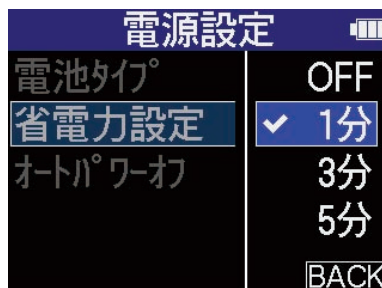 電源設定
電池ﾀｲﾌﾟ
省電力設定
ｵｰﾄﾊﾟﾜｰｵﾌ
OFF
✔ 1分
3分
5分
BACK